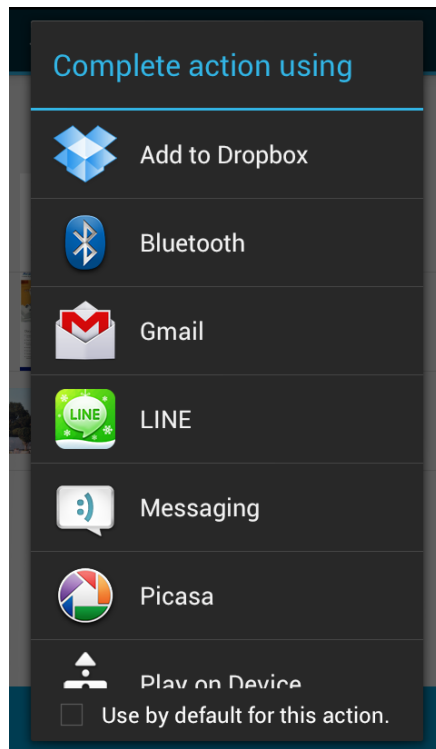 Complete action using
Add to Dropbox
Bluetooth
Gmail
LINE
LINE
Messaging
Picasa
Play on Device
Use by default for this action.